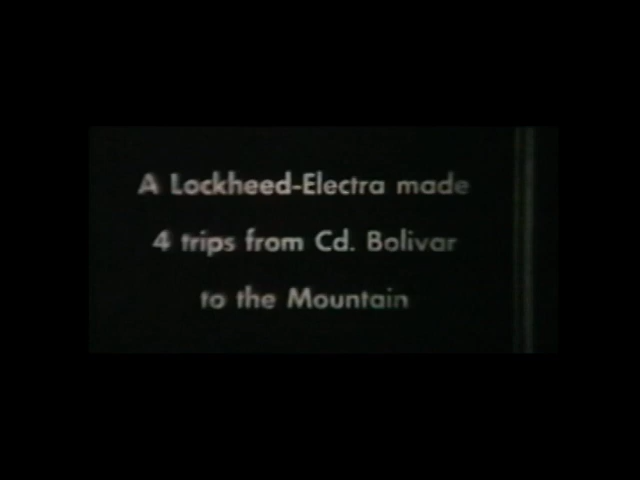 A Lockheed-Electra made
4 trips from Cd. Bolivar
to the Mountain